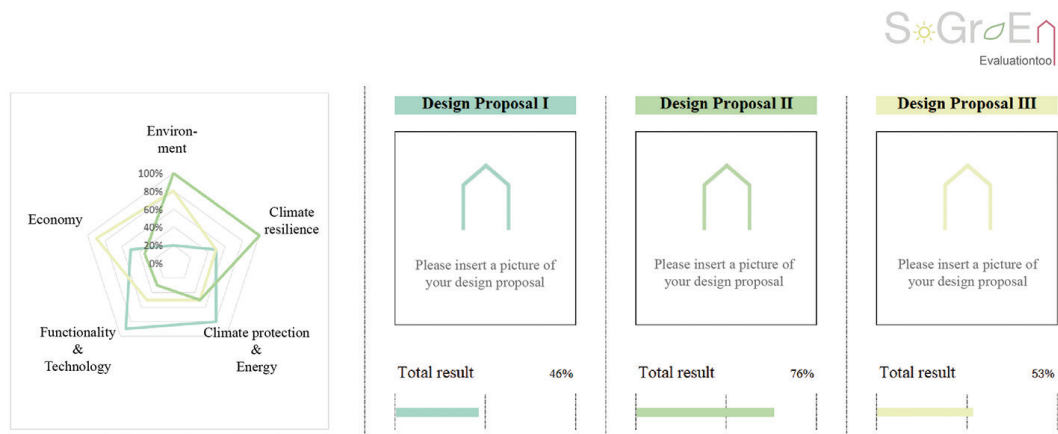 SoGrEn
Evaluationtool
Environ-
ment
100%
80%
60%
40%
20%
0%
Economy
Climate
resilience
Functionality
&
Technology
Climate protection
&
Energy
Design Proposal I
Please insert a picture of
your design proposal
Total result 46%
Design Proposal II
Please insert a picture of
your design proposal
Total result 76%
Design Proposal III
Please insert a picture of
your design proposal
Total result 53%